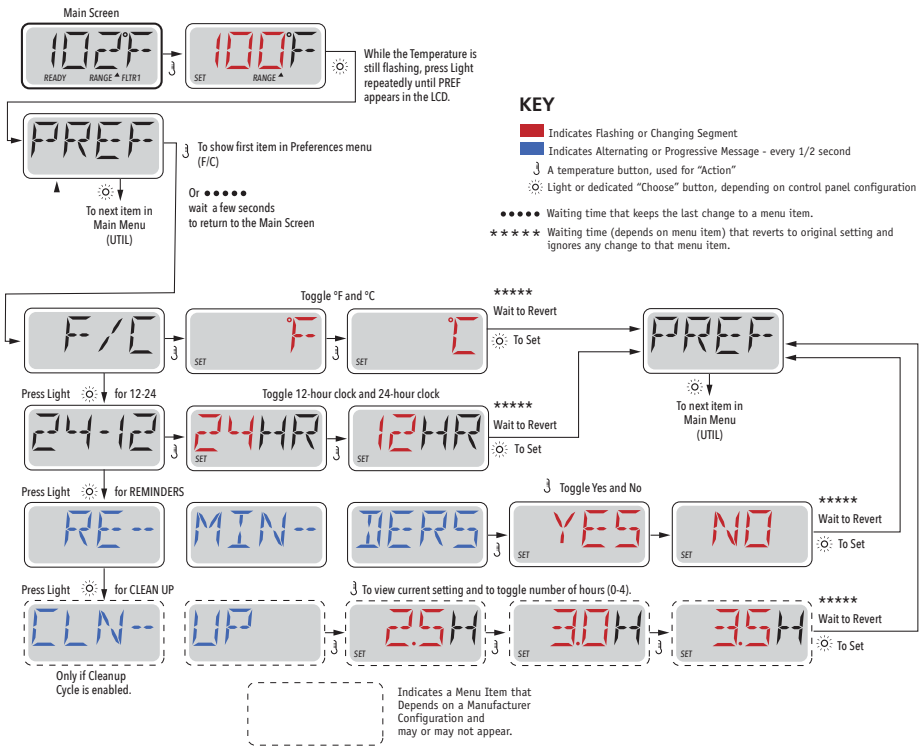 Main Screen
102°F
READY RANGE FLTR1
100°F
SET RANGE
While the Temperature is
still flashing, press Light
repeatedly until PREF
appears in the LCD.
KEY
Indicates Flashing or Changing Segment
Indicates Alternating or Progressive Message - every 1/2 second
A temperature button, used for "Action"
Light or dedicated "Choose" button, depending on control panel configuration
••••• Waiting time that keeps the last change to a menu item.
***** Waiting time (depends on menu item) that reverts to original setting and
ignores any change to that menu item.
PREF
To show first item in Preferences menu
(F/C)
Or •••••
wait a few seconds
to return to the Main Screen
To next item in
Main Menu
(UTIL)
Toggle °F and °C
F/C
°F
SET
°C
SET
*****
Wait to Revert
To Set
PREF
To next item in
Main Menu
(UTIL)
Press Light for 12-24
Toggle 12-hour clock and 24-hour clock
24-12
24HR
SET
12HR
SET
*****
Wait to Revert
To Set
Press Light for REMINDERS
Toggle Yes and No
RE--
MIN--
DERS
YES
SET
NO
SET
*****
Wait to Revert
To Set
Press Light for CLEAN UP
To view current setting and to toggle number of hours (0-4).
CLN--
UP
2.5H
SET
3.0H
SET
3.5H
SET
*****
Wait to Revert
To Set
Only if Cleanup
Cycle is enabled.
Indicates a Menu Item that
Depends on a Manufacturer
Configuration and
may or may not appear.